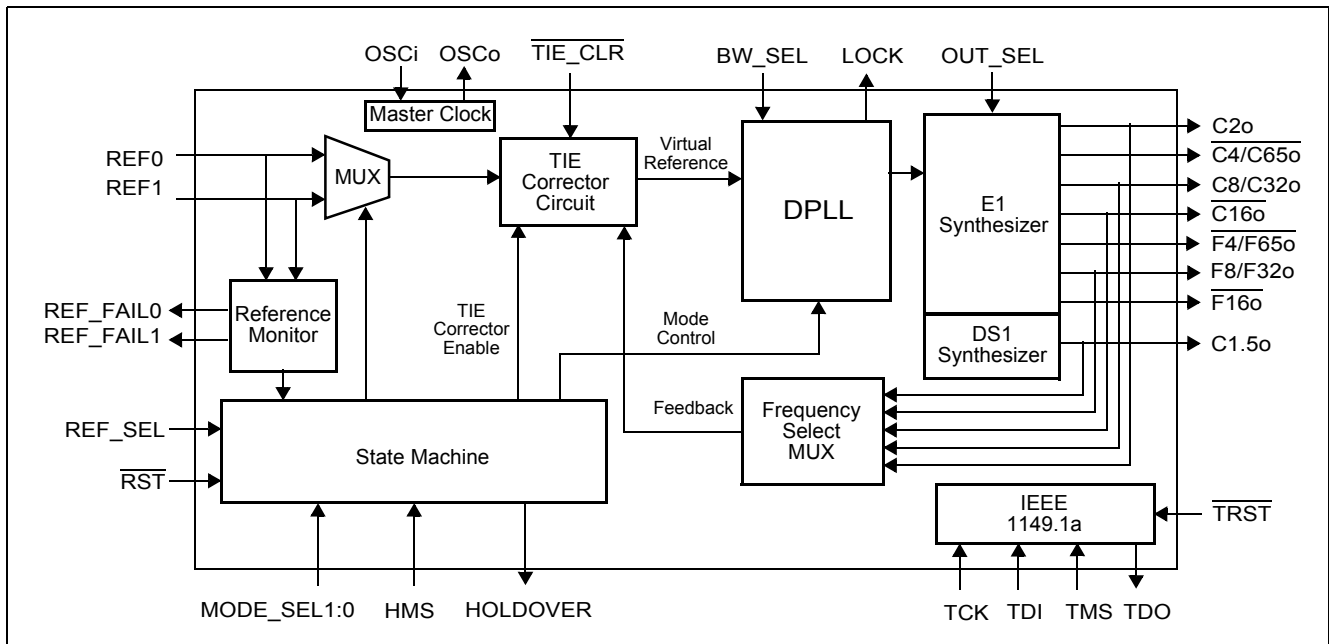 OSCi OSCo TIE_CLR BW_SEL LOCK OUT_SEL
Master Clock
REF0
REF1
MUX
TIE
Corrector
Circuit
Virtual
Reference
DPLL
E1
Synthesizer
DS1
Synthesizer
C2o
C4/C65o
C8/C32o
C16o
F4/F65o
F8/F32o
F16o
C1.5o
REF_FAIL0
REF_FAIL1
Reference
Monitor
TIE
Corrector
Enable
Mode
Control
Feedback
Frequency
Select
MUX
REF_SEL
RST
State Machine
IEEE
1149.1a
TRST
MODE_SEL1:0 HMS HOLDOVER TCK TDI TMS TDO